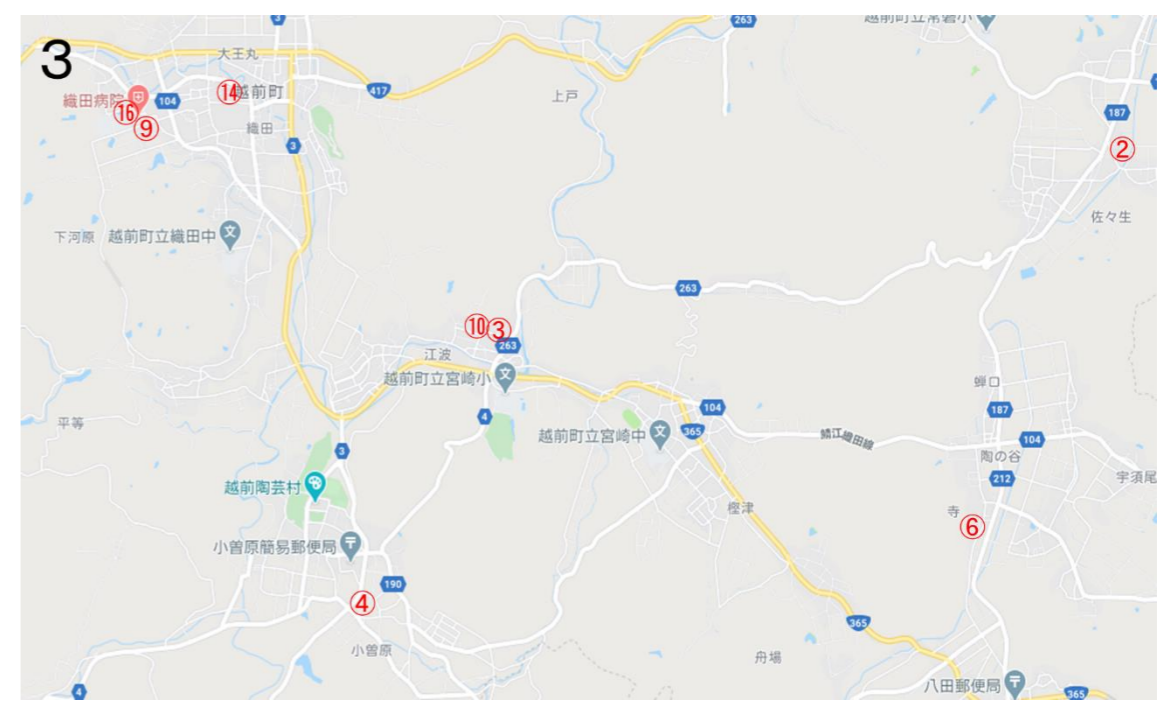 3
3
263
越前町立常磐小
大王丸
417
織田病院
104
⑭
越前町
上戸
187
⑯
⑨
織田
3
②
佐々生
下河原
越前町立織田中
263
⑩
③
263
江波
越前町立宮崎小
蝉口
4
104
187
平等
越前町立宮崎中
365
鯖江織田線
104
3
陶の谷
越前陶芸村
212
宇須尾
樫津
寺
⑥
小曽原簡易郵便局
190
④
365
小曽原
舟場
4
八田郵便局
365